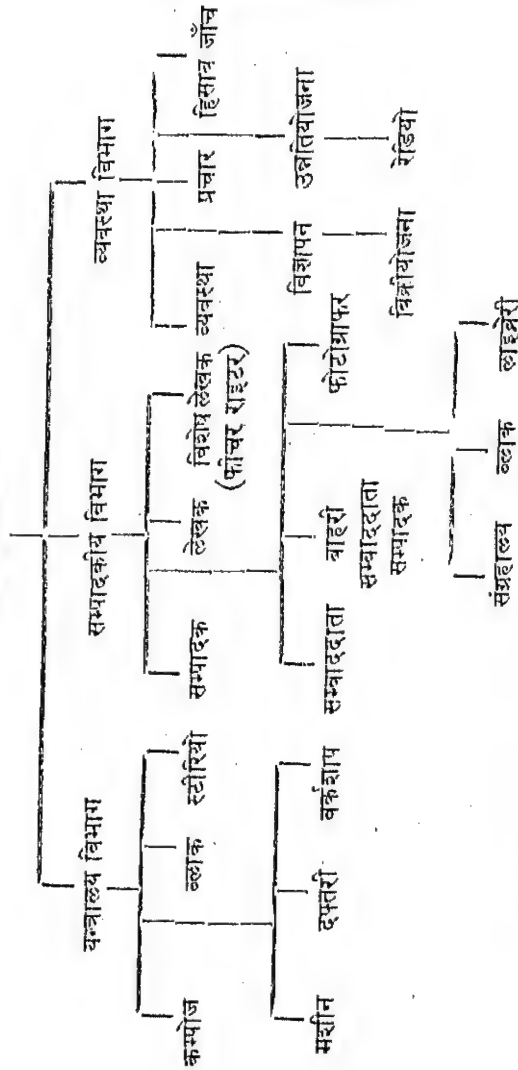 यन्त्रालय विभाग सम्पादकीय विभाग व्यवस्था विभाग
कम्पोज ब्लाक स्टीरियो सम्पादक लेखक विशेष लेखक व्यवस्था प्रचार हिसाब जाँच
(फीचर राइटर)
मशीन दफ्तरी वर्कशाप सम्वाददाता बाहरी फोटोग्राफर विज्ञापन उन्नतियोजना
सम्वाददाता
सम्पादक
बिक्रीयोजना रेडियो
संग्रहालय ब्लाक लाइब्रेरी